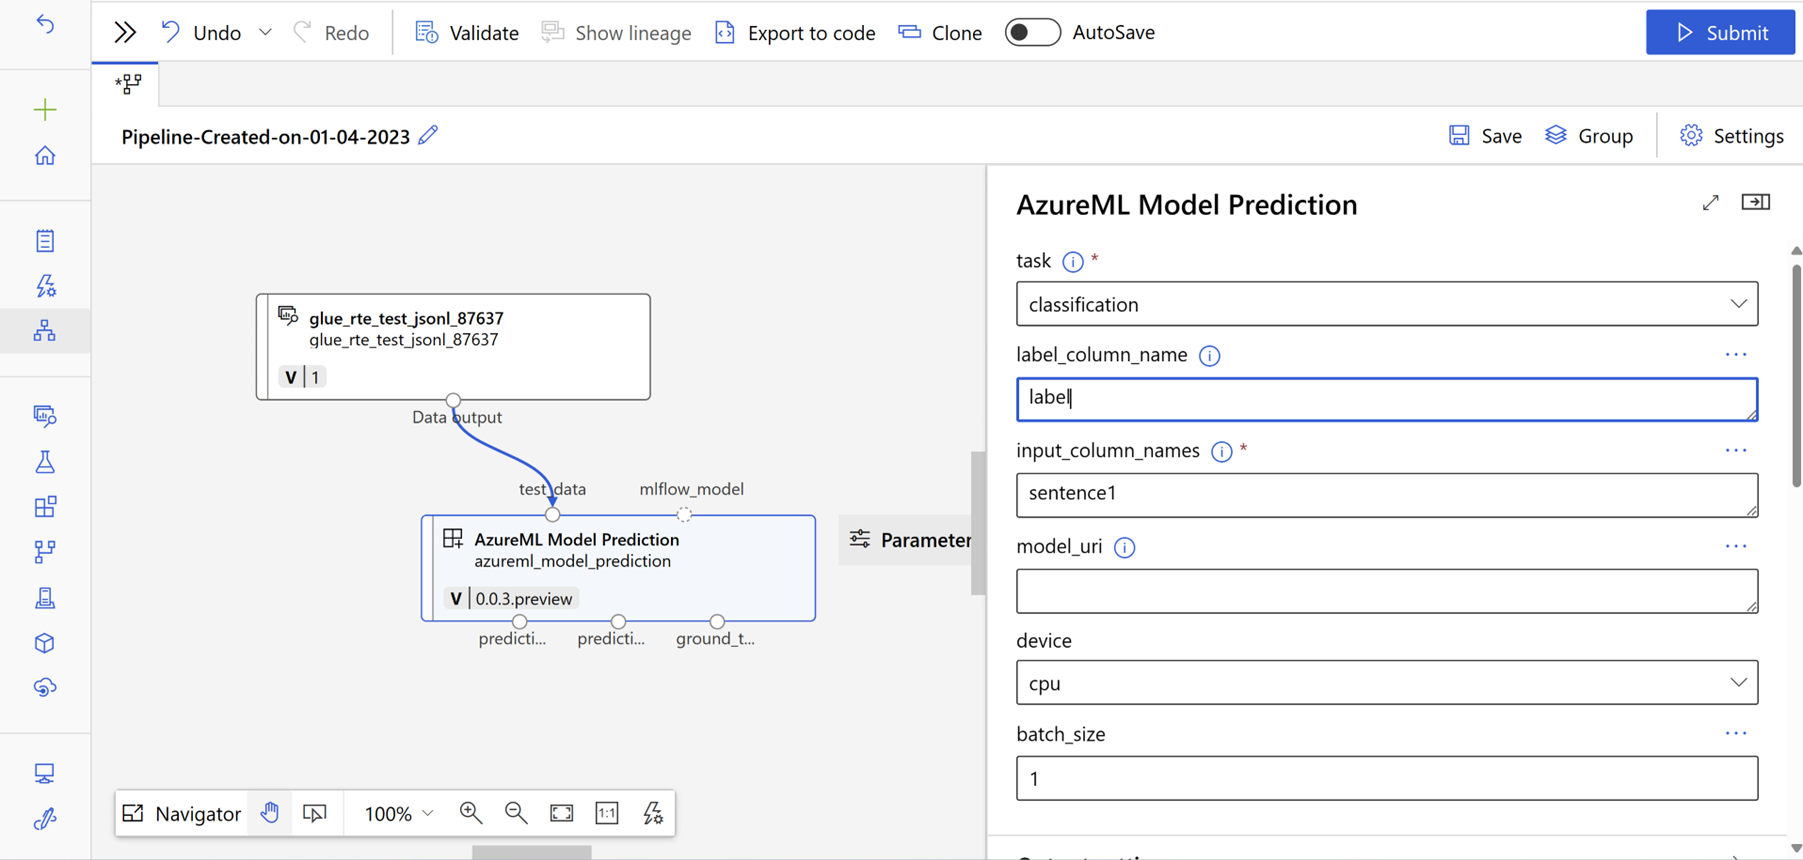 Undo
Redo
Validate
Show lineage
Export to code
Clone
AutoSave
Submit
Pipeline-Created-on-01-04-2023
Save
Group
Settings
glue_rte_test_jsonl_87637
glue_rte_test_jsonl_87637
V 1
Data output
test_data
mlflow_model
AzureML Model Prediction
azureml_model_prediction
V 0.0.3.preview
predicti...
predicti...
ground_t...
Parameter
Navigator
100%
1:1
AzureML Model Prediction
task *
classification
label_column_name
label
input_column_names *
sentence1
model_uri
device
cpu
batch_size
1